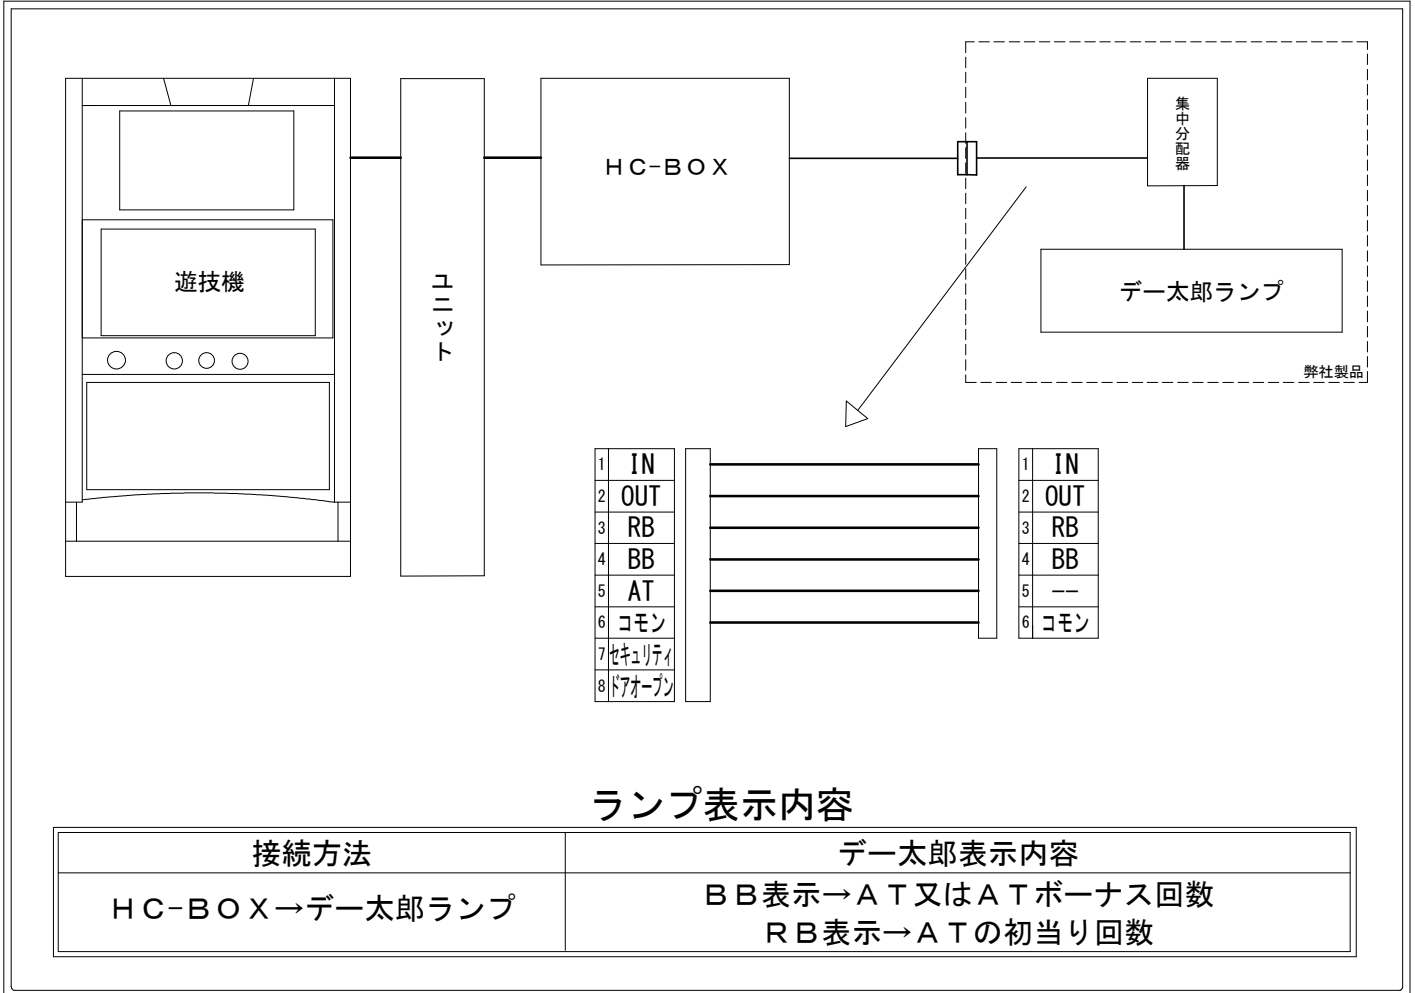 集中分配器
HC-BOX
遊技機
ユニット
デー太郎ランプ
弊社製品
1 IN
2 OUT
3 RB
4 BB
5 AT
6 コモン
7 セキュリティ
8 ドアオープン
1 IN
2 OUT
3 RB
4 BB
5 --
6 コモン
ランプ表示内容
接続方法 デー太郎表示内容
HC-BOX→デー太郎ランプ
BB表示→AT又はATボーナス回数
RB表示→ATの初当り回数